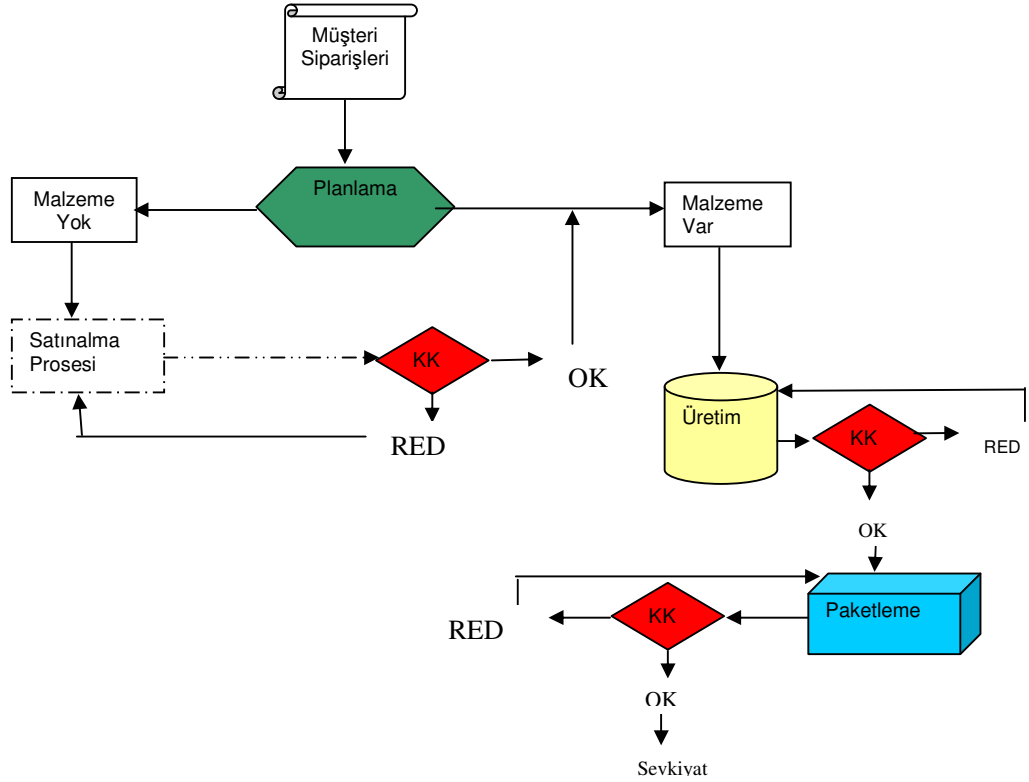 Müşteri
Siparişleri
Planlama
Malzeme
Yok
Malzeme
Var
Satınalma
Prosesi
KK
OK
RED
Üretim
KK
RED
OK
Paketleme
KK
RED
OK
Sevkiyat